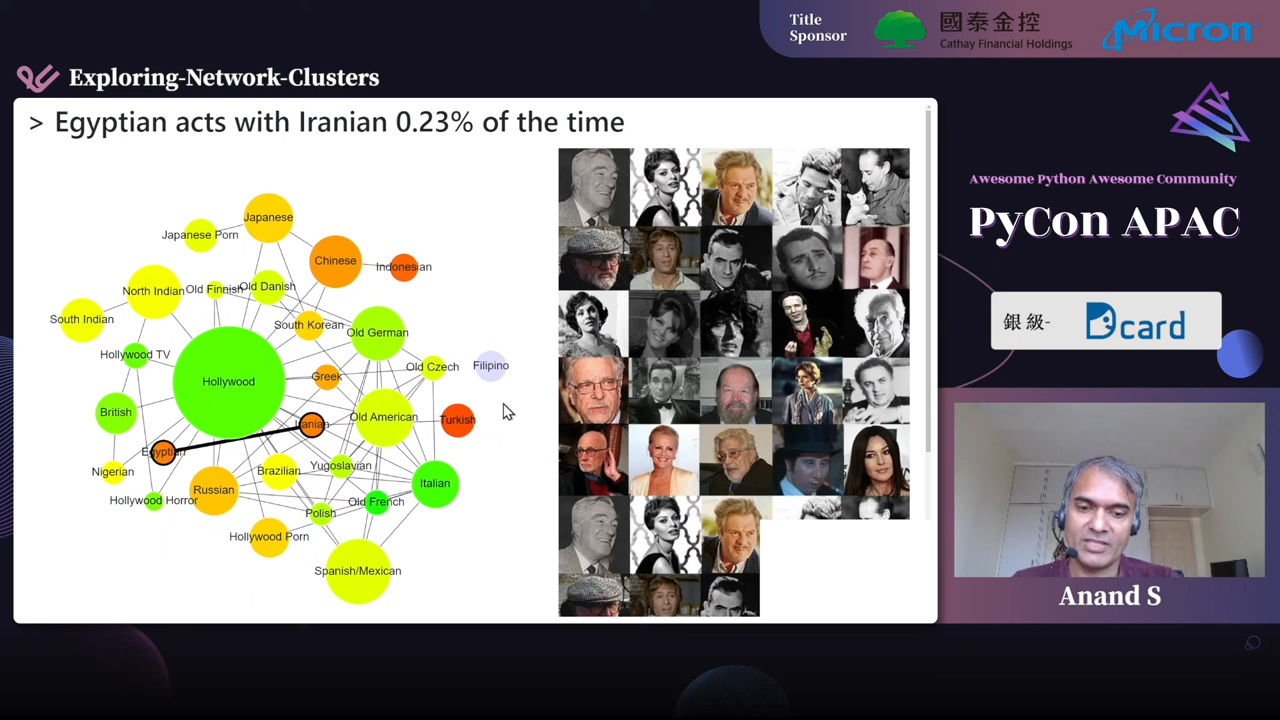 Title
Sponsor
國泰金控
Cathay Financial Holdings
Micron
Exploring-Network-Clusters
> Egyptian acts with Iranian 0.23% of the time
Japanese
Japanese Porn
Chinese
Indonesian
North Indian
Old Finnish
Old Danish
South Indian
South Korean
Old German
Hollywood TV
Old Czech
Filipino
Hollywood
Greek
British
Old American
Turkish
Iranian
Egyptian
Nigerian
Brazilian
Yugoslavian
Russian
Italian
Hollywood Horror
Old French
Polish
Hollywood Porn
Spanish/Mexican
Awesome Python Awesome Community
PyCon APAC
銀級-
Dcard
Anand S